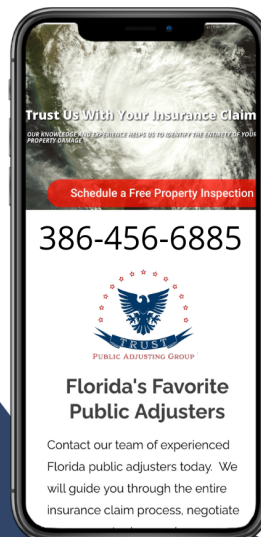 Trust Us With Your Insurance Claim
OUR KNOWLEDGE AND EXPERIENCE HELPS US TO IDENTIFY THE ENTIRETY OF YOUR
PROPERTY DAMAGE
Schedule a Free Property Inspection
386-456-6885
TRUST
PUBLIC ADJUSTING GROUP
Florida's Favorite
Public Adjusters
Contact our team of experienced
Florida public adjusters today. We
will guide you through the entire
insurance claim process, negotiate